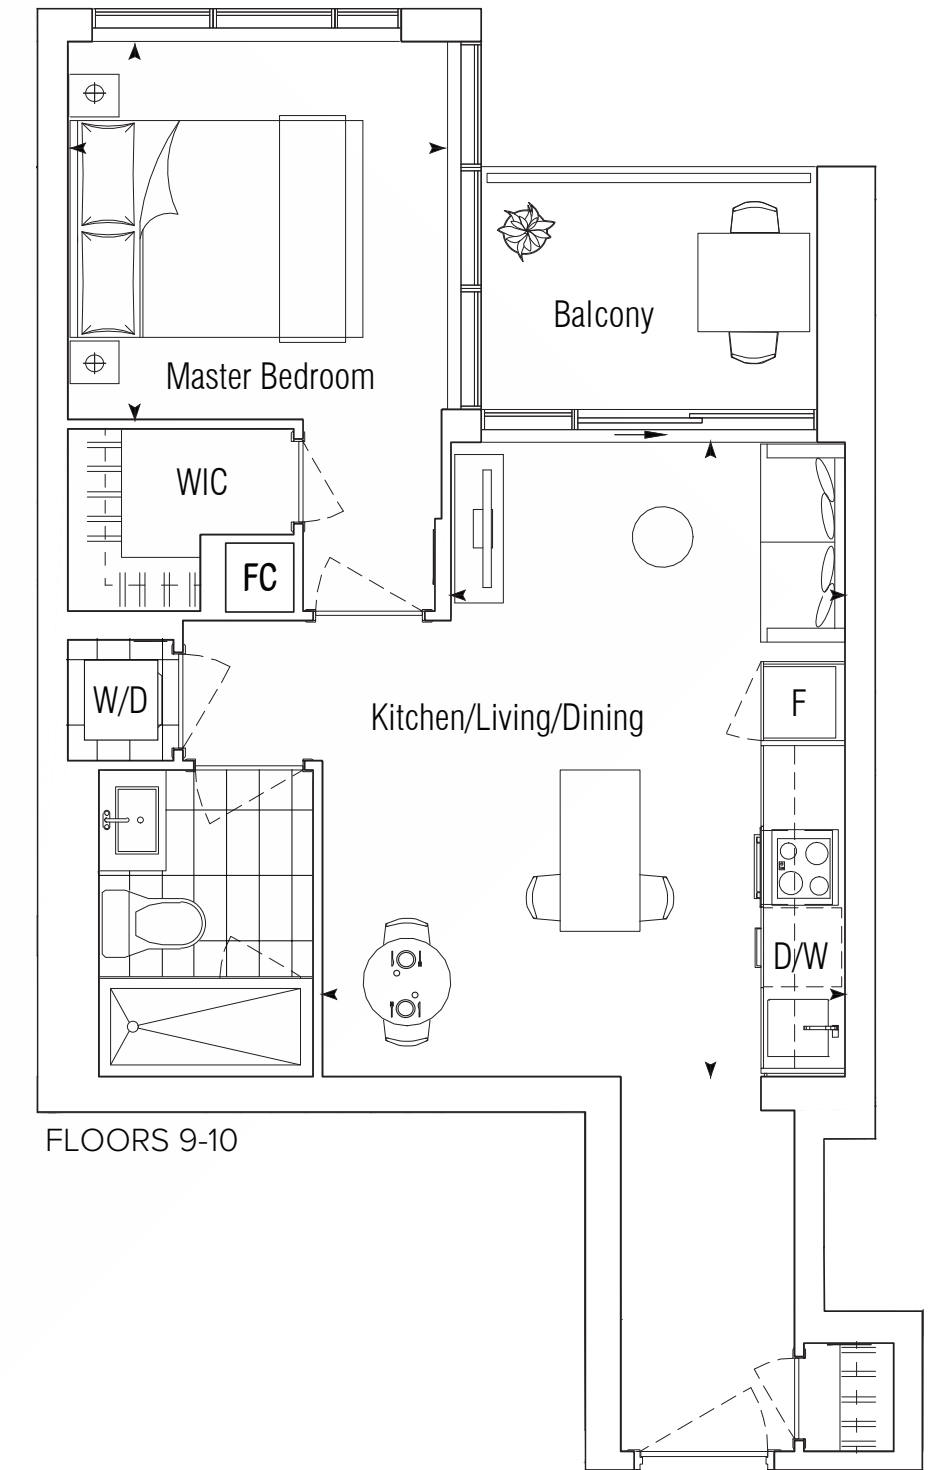 Balcony
Master Bedroom
WIC
FC
W/D
F
Kitchen/Living/Dining
D/W
FLOORS 9-10